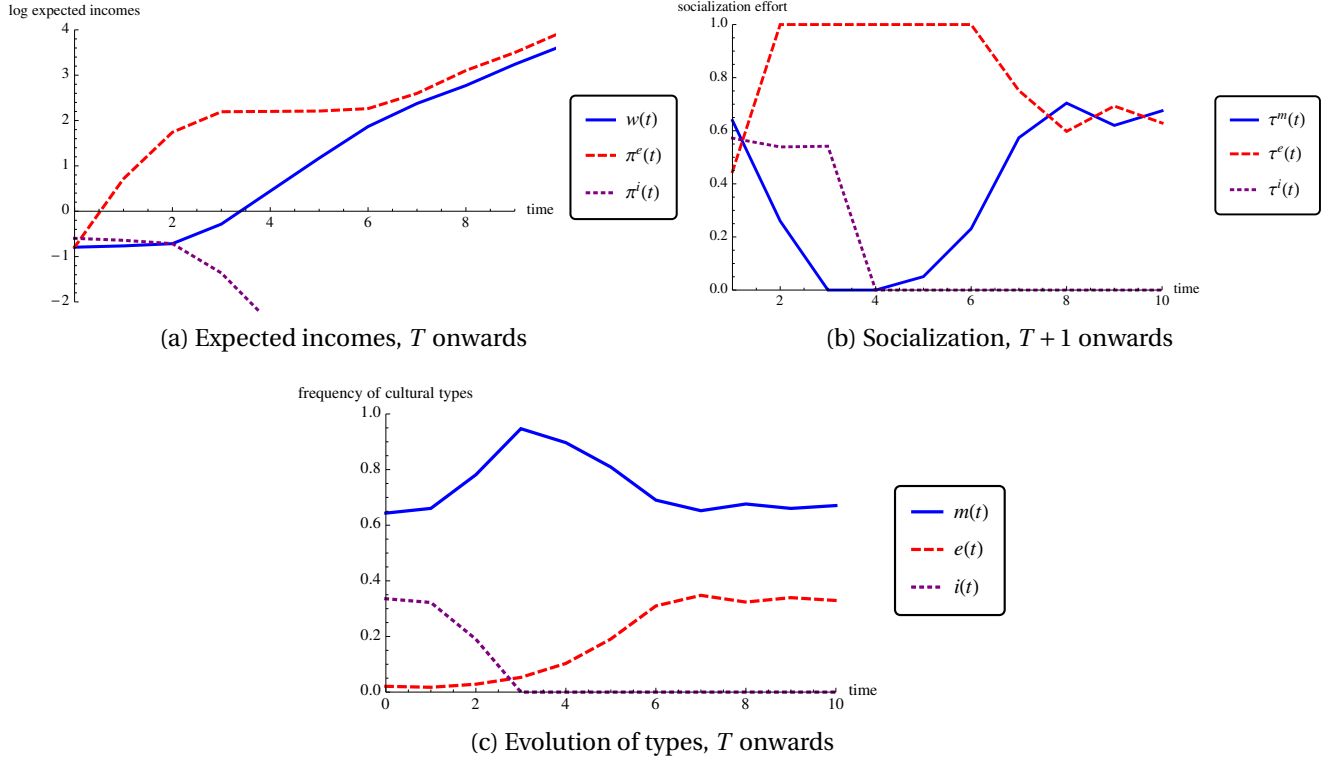 log expected incomes
4
3
2
1
0
−1
−2
2 4 6 8
time
w(t)
π^e(t)
π^i(t)
(a) Expected incomes, T onwards
socialization effort
1.0
0.8
0.6
0.4
0.2
0.0
2 4 6 8 10
time
τ^m(t)
τ^e(t)
τ^i(t)
(b) Socialization, T + 1 onwards
frequency of cultural types
1.0
0.8
0.6
0.4
0.2
0.0
0 2 4 6 8 10
time
m(t)
e(t)
i(t)
(c) Evolution of types, T onwards